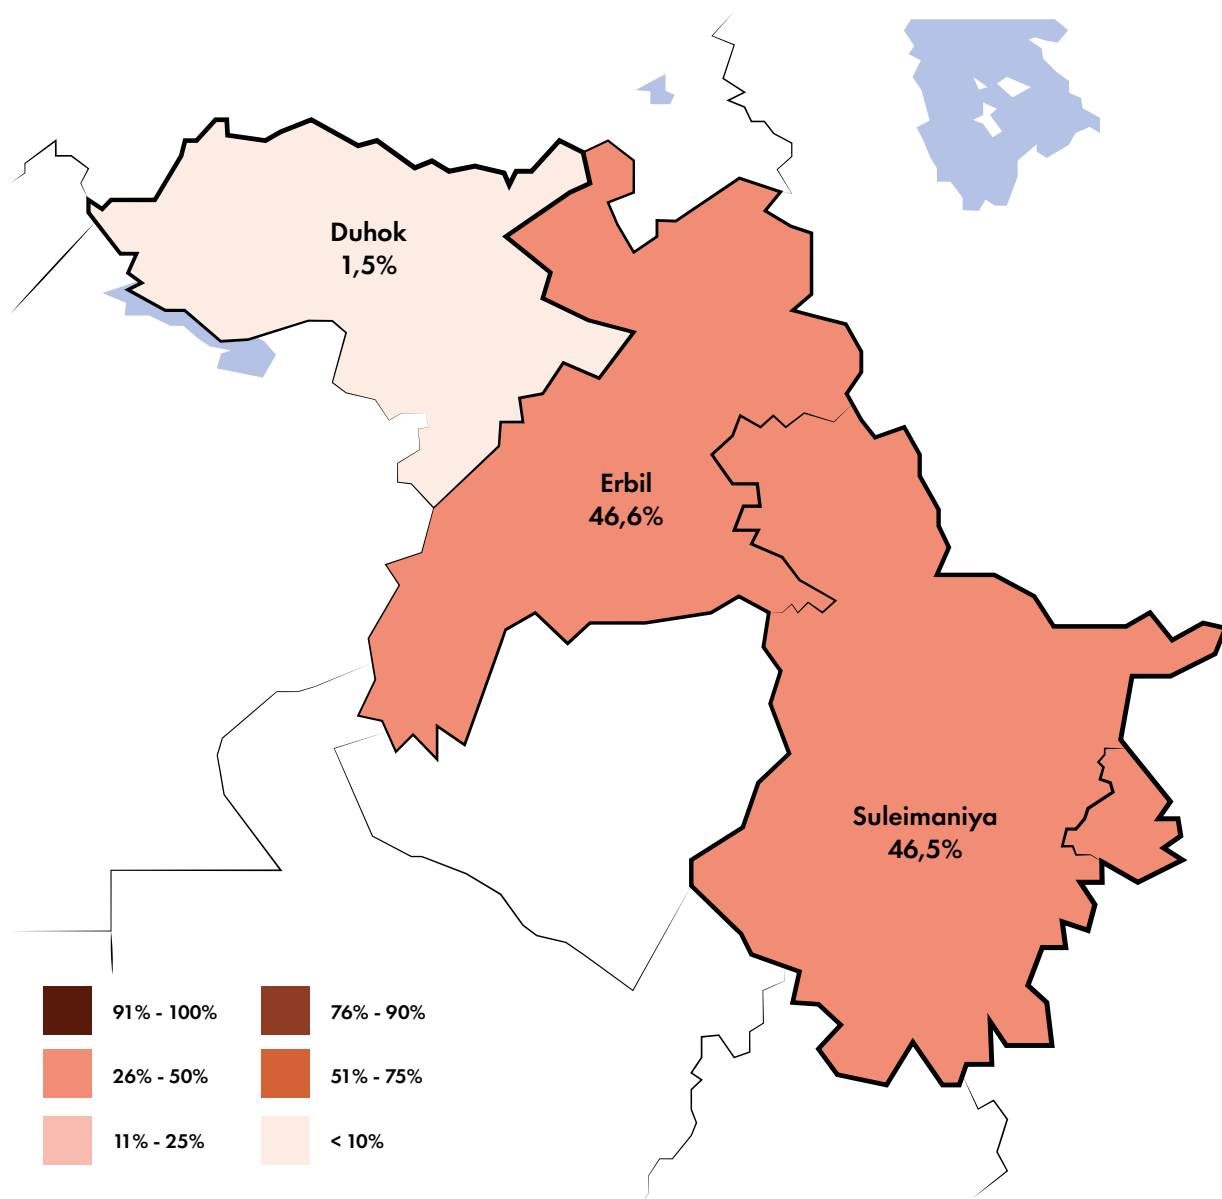 Duhok
1,5%
Erbil
46,6%
Suleimaniya
46,5%
91% - 100%
76% - 90%
26% - 50%
51% - 75%
11% - 25%
< 10%